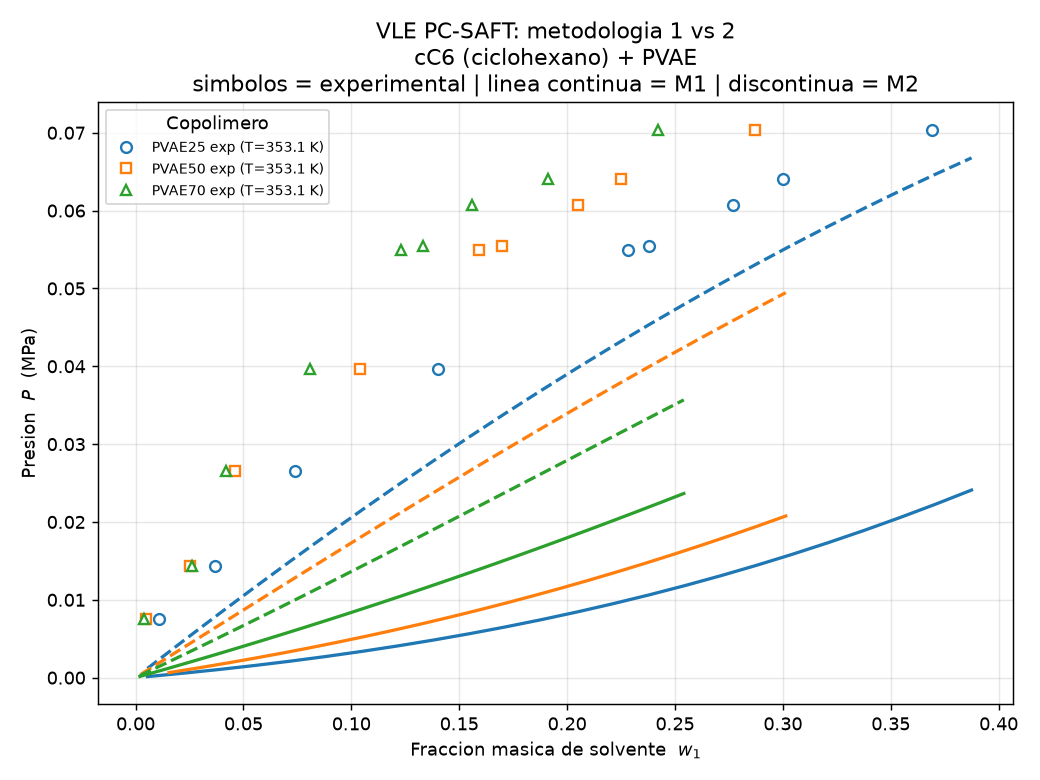 VLE PC-SAFT: metodologia 1 vs 2
cC6 (ciclohexano) + PVAE
simbolos = experimental | linea continua = M1 | discontinua = M2
Copolimero
PVAE25 exp (T=353.1 K)
PVAE50 exp (T=353.1 K)
PVAE70 exp (T=353.1 K)
Presion P (MPa)
0.07
0.06
0.05
0.04
0.03
0.02
0.01
0.00
0.00 0.05 0.10 0.15 0.20 0.25 0.30 0.35 0.40
Fraccion masica de solvente w₁